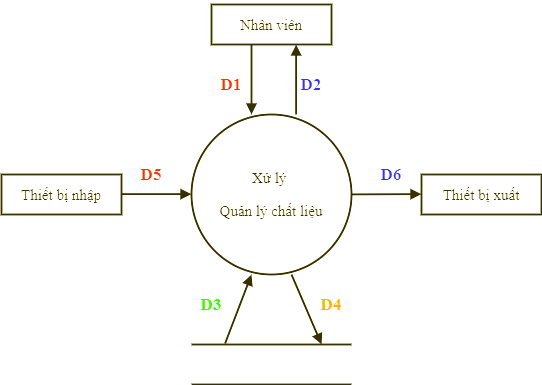 Nhân viên
D1
D2
Xử lý
D5
D6
Thiết bị nhập
Quản lý chất liệu
Thiết bị xuất
D3
D4